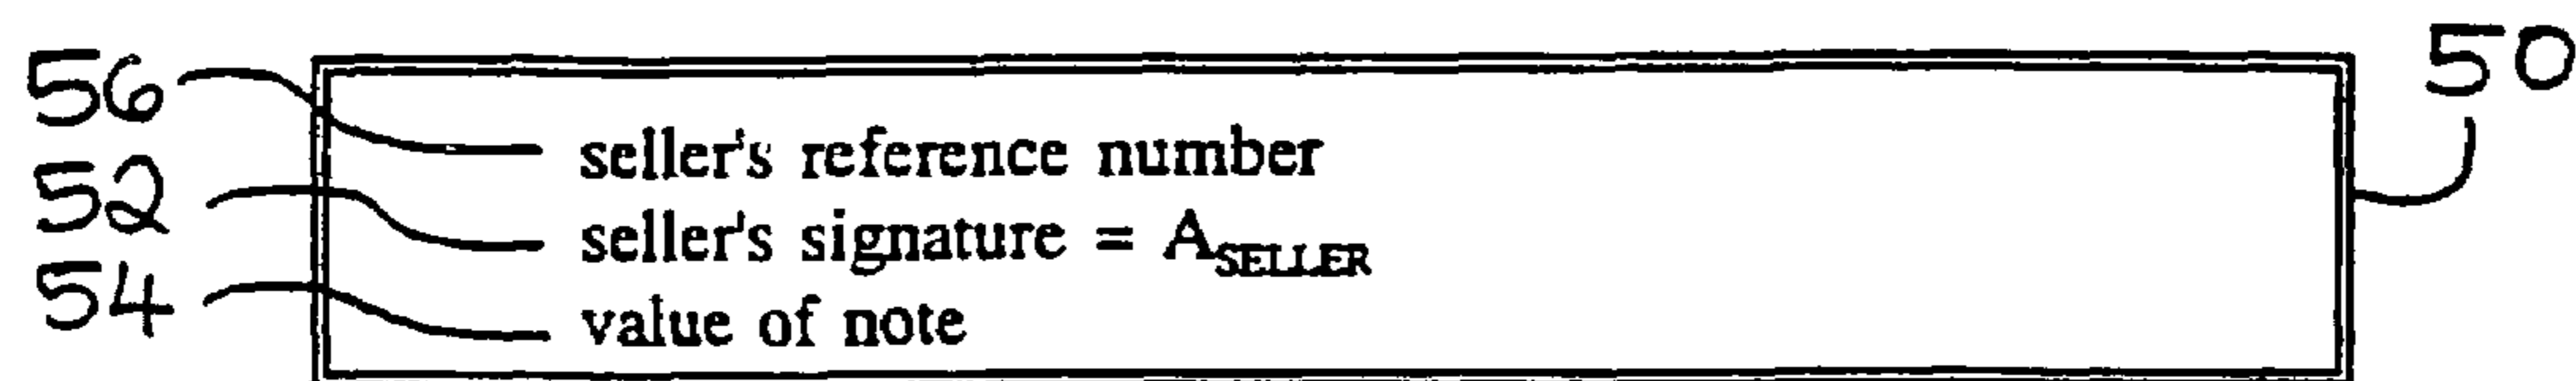 56 seller's reference number 50
52 seller's signature = A_SELLER
54 value of note